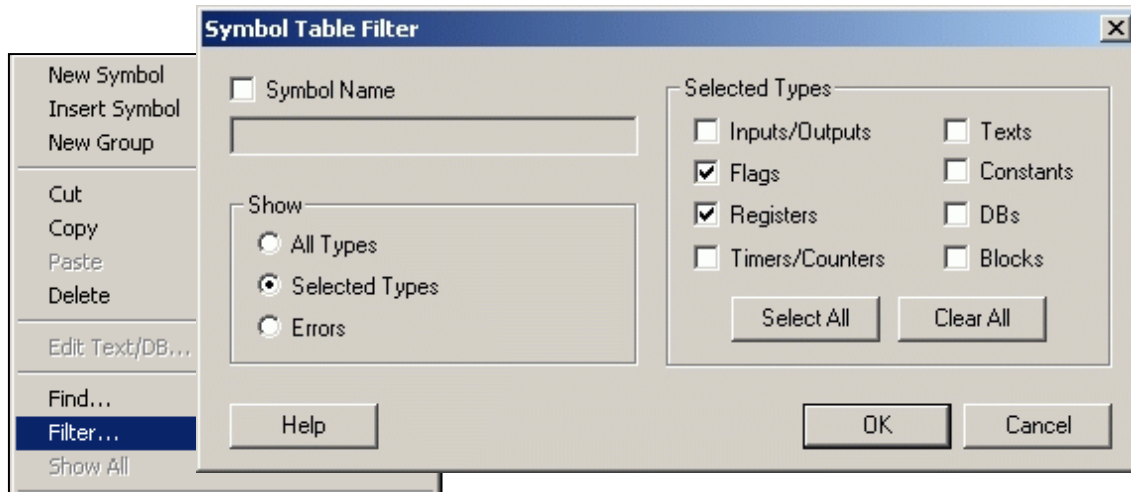 Symbol Table Filter
New Symbol
Insert Symbol
New Group
Cut
Copy
Paste
Delete
Edit Text/DB...
Find...
Filter...
Show All
Symbol Name
Show
All Types
Selected Types
Errors
Selected Types
Inputs/Outputs
Flags
Registers
Timers/Counters
Texts
Constants
DBs
Blocks
Select All
Clear All
Help
OK
Cancel